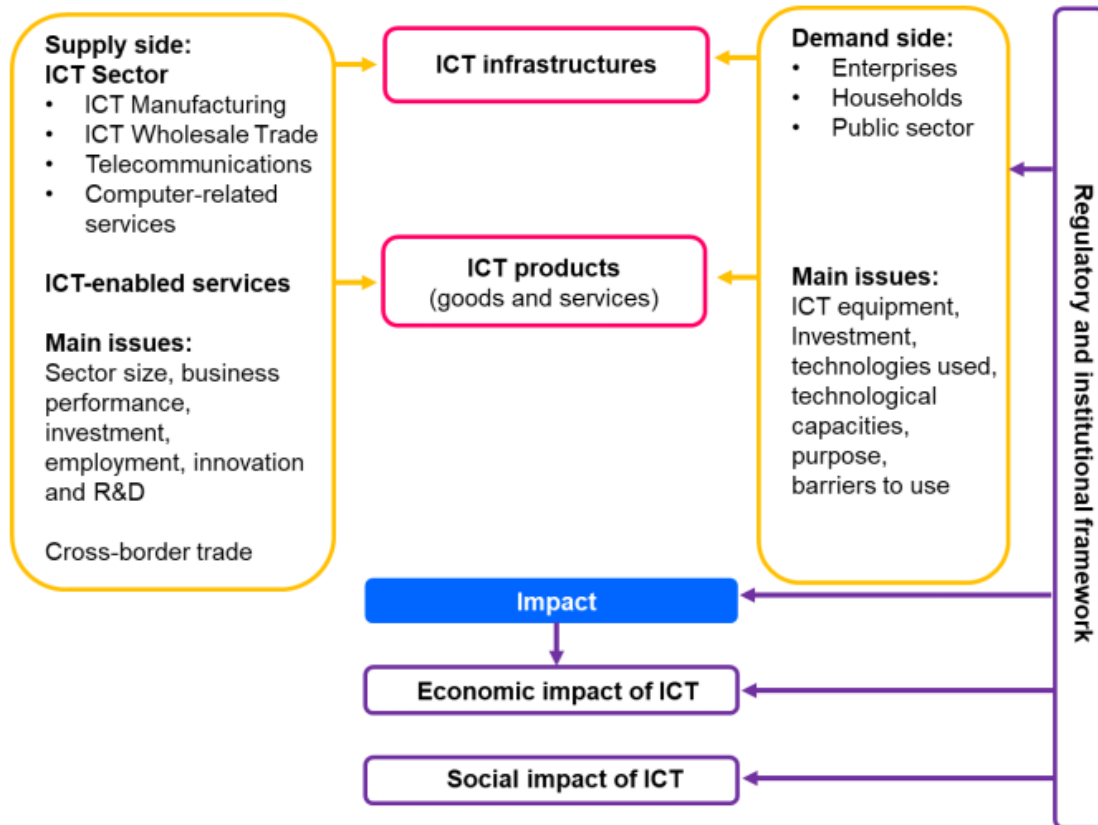 Supply side:
ICT Sector
• ICT Manufacturing
• ICT Wholesale Trade
• Telecommunications
• Computer-related
services
ICT-enabled services
Main issues:
Sector size, business
performance,
investment,
employment, innovation
and R&D
Cross-border trade
ICT infrastructures
ICT products
(goods and services)
Demand side:
• Enterprises
• Households
• Public sector
Main issues:
ICT equipment,
Investment,
technologies used,
technological
capacities,
purpose,
barriers to use
Regulatory and institutional framework
Impact
Economic impact of ICT
Social impact of ICT